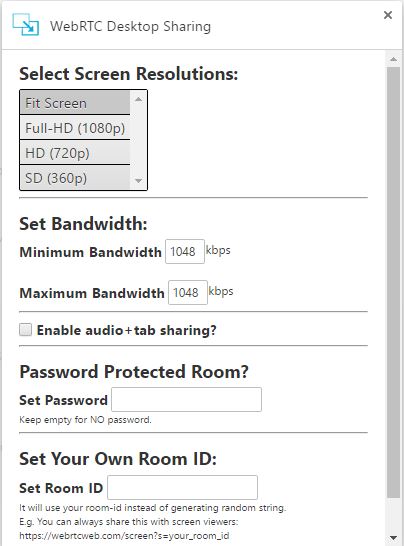 WebRTC Desktop Sharing
Select Screen Resolutions:
Fit Screen
Full-HD (1080p)
HD (720p)
SD (360p)
Set Bandwidth:
Minimum Bandwidth 1048 kbps
Maximum Bandwidth 1048 kbps
Enable audio+tab sharing?
Password Protected Room?
Set Password
Keep empty for NO password.
Set Your Own Room ID:
Set Room ID
It will use your room-id instead of generating random string.
E.g. You can always share this with screen viewers:
https://webrtcweb.com/screen?s=your_room_id